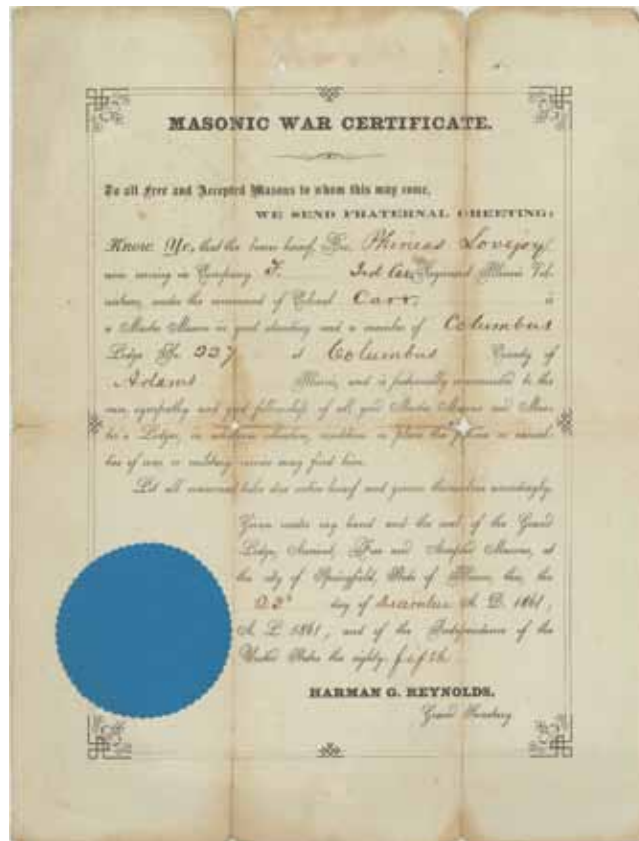 MASONIC WAR CERTIFICATE.
To all Free and Accepted Masons to whom this may come,
WE SEND FRATERNAL GREETING:
Know Ye, that the bearer hereof, Bro. Phineas Lovejoy
now serving in Company F. Regiment Illinois Vol-
unteers, under the command of Colonel Carr, is
a Master Mason in good standing and a member of Columbus
Lodge No. 227 at Columbus County of
Adams Illinois, and is fraternally commended to the
sympathy and good fellowship of all good Master Masons and Maso-
nic Lodges, in whatever situation, condition or place the fortune or casual-
ties of war or military service may find him.
Let all concerned take due notice hereof and govern themselves accordingly.
Given under my hand and the seal of the Grand
Lodge, Ancient, Free and Accepted Masons, at
the city of Springfield, State of Illinois, this, the
day of December A. D. 1861,
A. L. 5861, and of the Independence of the
United States the eighty-fifth
HARMAN G. REYNOLDS,
Grand Secretary